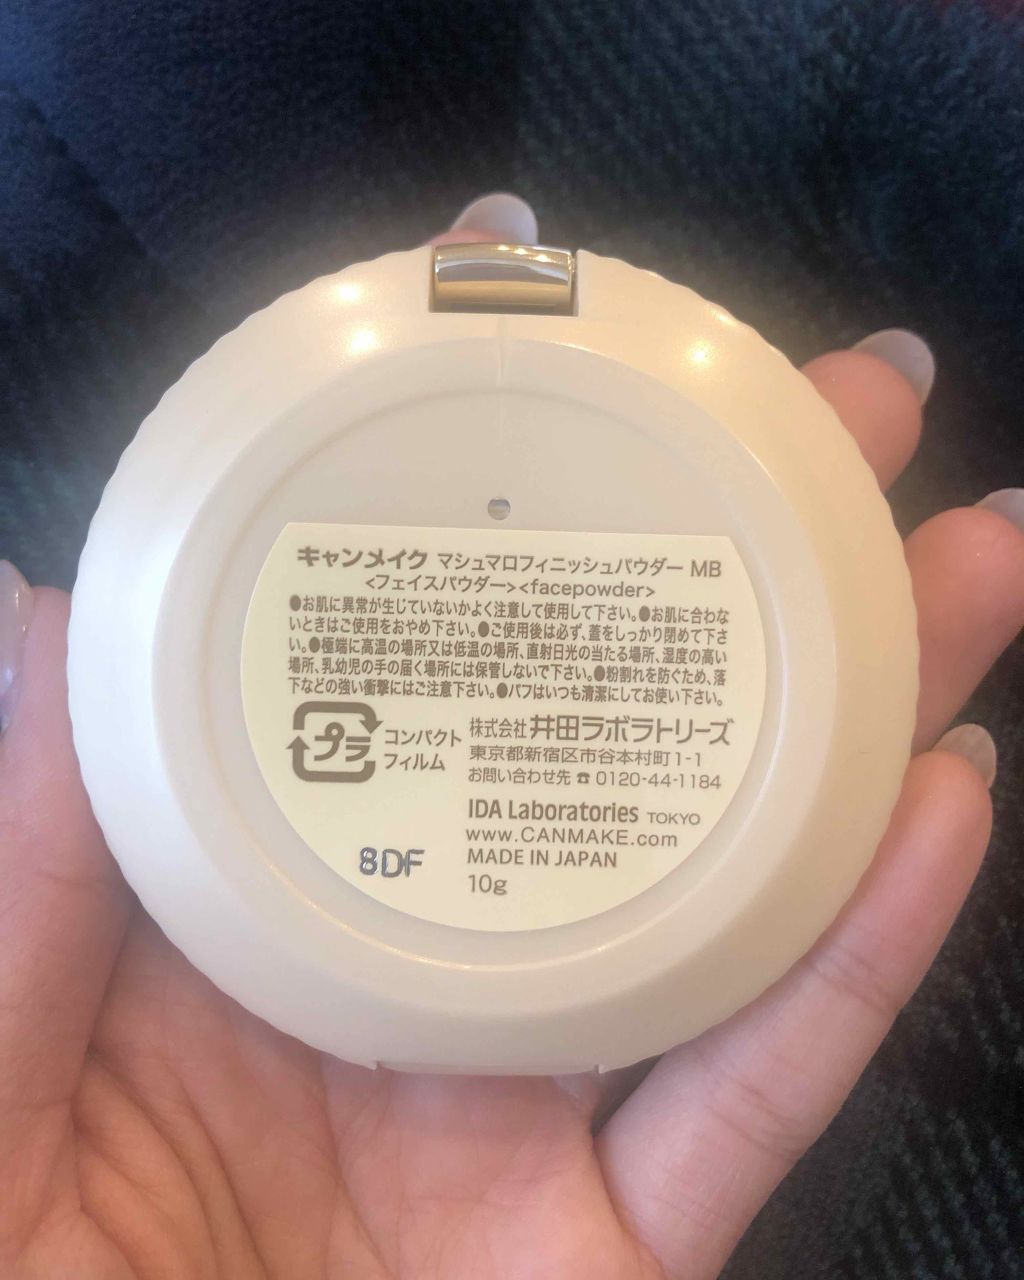 キャンメイク マシュマロフィニッシュパウダー MB
<フェイスパウダー><facepowder>
●お肌に異常が生じていないかよく注意して使用して下さい。●お肌に合わな
いときはご使用をおやめ下さい。●ご使用後は必ず、蓋をしっかり閉めて下さ
い。●極端に高温の場所又は低温の場所、直射日光の当たる場所、湿度の高い
場所、乳幼児の手の届く場所には保管しないで下さい。●粉割れを防ぐため、落
下などの強い衝撃にはご注意下さい。●パフはいつも清潔にしてお使い下さい。
プラ
コンパクト
フィルム
株式会社 井田ラボラトリーズ
東京都新宿区市谷本村町1-1
お問い合わせ先 ☎ 0120-44-1184
IDA Laboratories TOKYO
www.CANMAKE.com
MADE IN JAPAN
10g
8DF